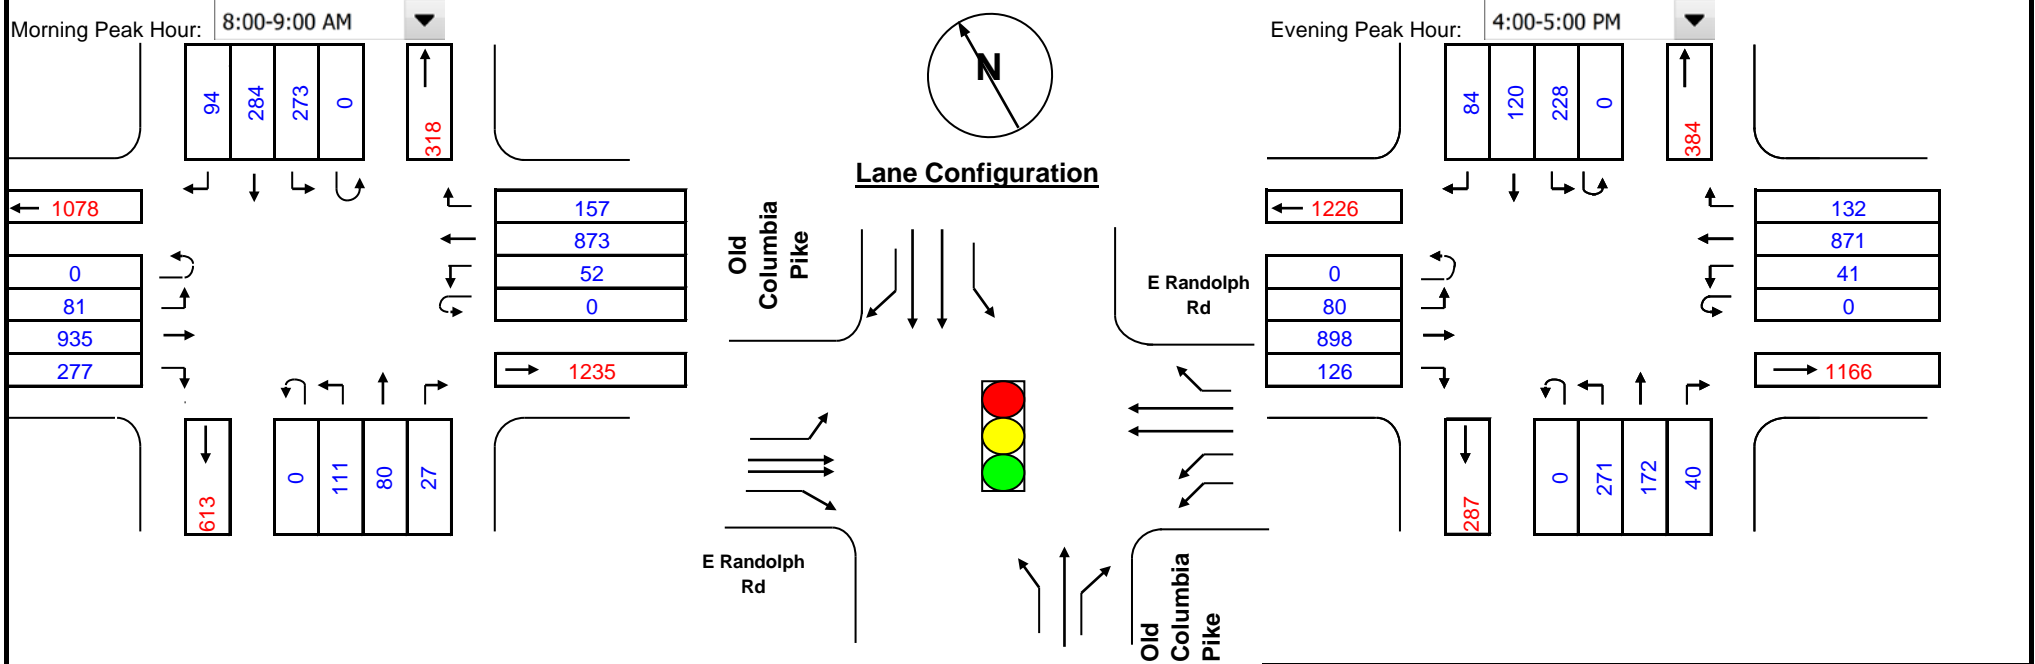 Morning Peak Hour: 8:00-9:00 AM
94 284 273 0 318
1078
0
81
935
277
157
873
52
0
1235
613
0 111 80 27
N
Lane Configuration
Old
Columbia
Pike
E Randolph
Rd
E Randolph
Rd
Old
Columbia
Pike
Evening Peak Hour: 4:00-5:00 PM
84 120 228 0 384
1226
0
80
898
126
132
871
41
0
1166
287
0 271 172 40